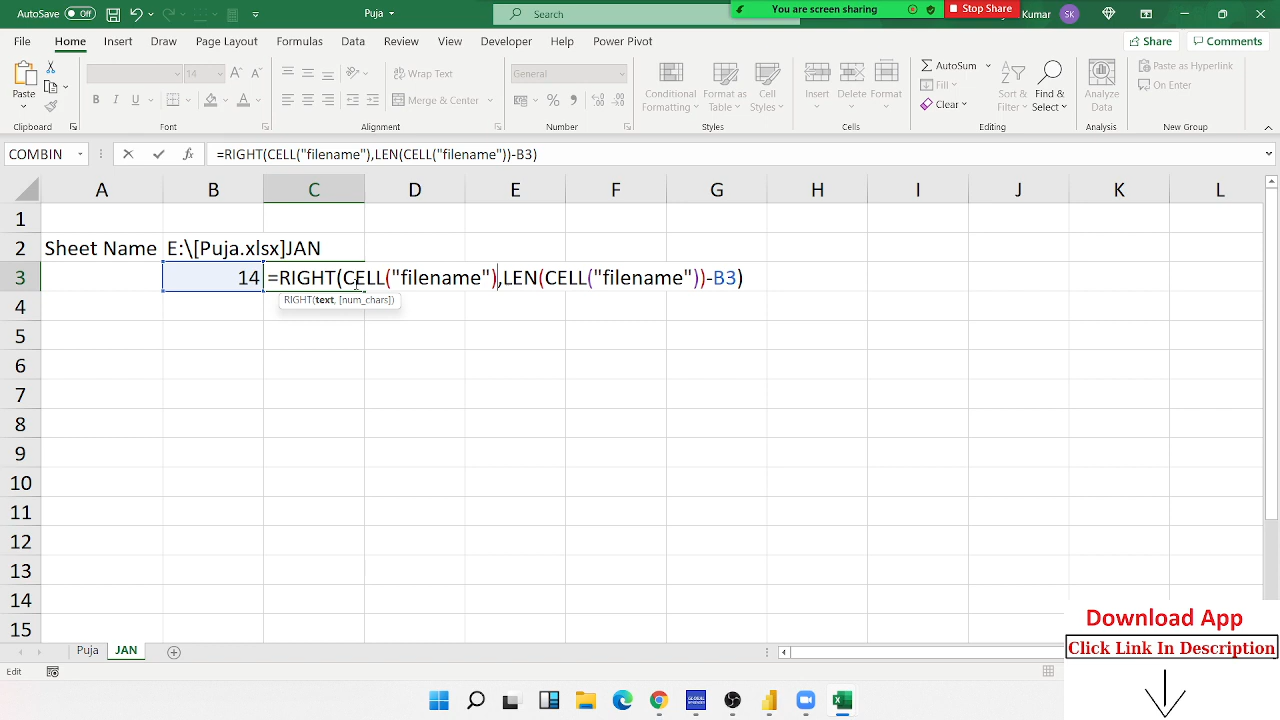 AutoSave Off Puja Search You are screen sharing Stop Share Kumar SK
File Home Insert Draw Page Layout Formulas Data Review View Developer Help Power Pivot Share Comments
Paste 14 Wrap Text General Conditional Formatting Format as Table Cell Styles Insert Delete Format AutoSum Sort & Filter Find & Select Analyze Data Paste as Hyperlink
B I U Merge & Center Fill On Enter
Clear
Clipboard Font Alignment Number Styles Cells Editing Analysis New Group
COMBIN =RIGHT(CELL("filename"),LEN(CELL("filename"))-B3)
A B C D E F G H I J K L
1
2 Sheet Name E:\[Puja.xlsx]JAN
3 14 =RIGHT(CELL("filename"),LEN(CELL("filename"))-B3)
RIGHT(text, [num_chars])
4
5
6
7
8
9
10
11
12
13
14
15
Download App
Click Link In Description
Puja JAN
Edit